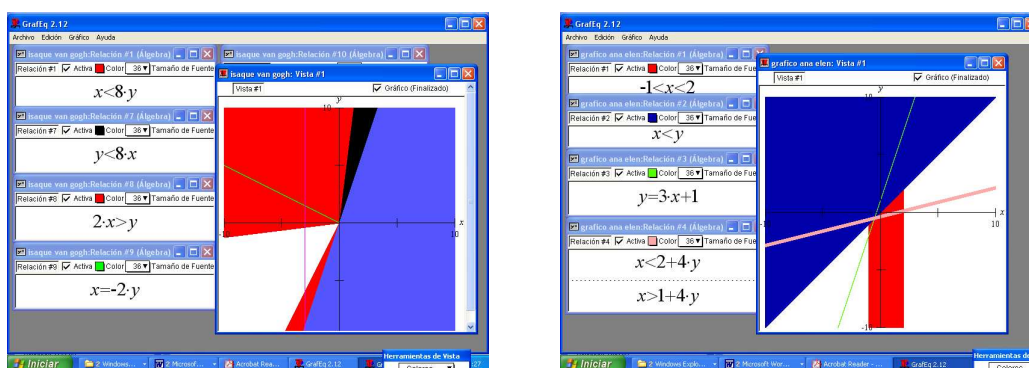 GrafEq 2.12
Archivo Edición Gráfico Ayuda
isaque van gogh:Relación #1 (Álgebra)
isaque van gogh:Relación #10 (Álgebra)
Relación #1 Activa Color 36 Tamaño de Fuente
x<8·y
isaque van gogh:Relación #7 (Álgebra)
Relación #7 Activa Color 36 Tamaño de Fuente
y<8·x
isaque van gogh:Relación #8 (Álgebra)
Relación #8 Activa Color 36 Tamaño de Fuente
2·x>y
isaque van gogh:Relación #9 (Álgebra)
Relación #9 Activa Color 36 Tamaño de Fuente
x=-2·y
isaque van gogh: Vista #1
Vista #1 Gráfico (Finalizado)
y
10
-10
x
10
Iniciar
2 Windows...
2 Microsof...
Acrobat Rea...
GrafEq 2.12
Herramientas de Vista
Colores
:27
GrafEq 2.12
Archivo Edición Gráfico Ayuda
grafico ana elen:Relación #1 (Álgebra)
Relación #1 Activa Color 36 Tamaño de Fue
-1<x<2
grafico ana elen:Relación #2 (Álgebra)
Relación #2 Activa Color 36 Tamaño de Fue
x<y
grafico ana elen:Relación #3 (Álgebra)
Relación #3 Activa Color 36 Tamaño de Fue
y=3·x+1
grafico ana elen:Relación #4 (Álgebra)
Relación #4 Activa Color 36 Tamaño de Fue
x<2+4·y
x>1+4·y
grafico ana elen: Vista #1
Vista #1 Gráfico (Finalizado)
y
10
-10
x
10
-10
Iniciar
2 Windows Explo...
2 Microsoft Wor...
Acrobat Reader - ...
GrafEq 2.12
Herramientas de
Colores